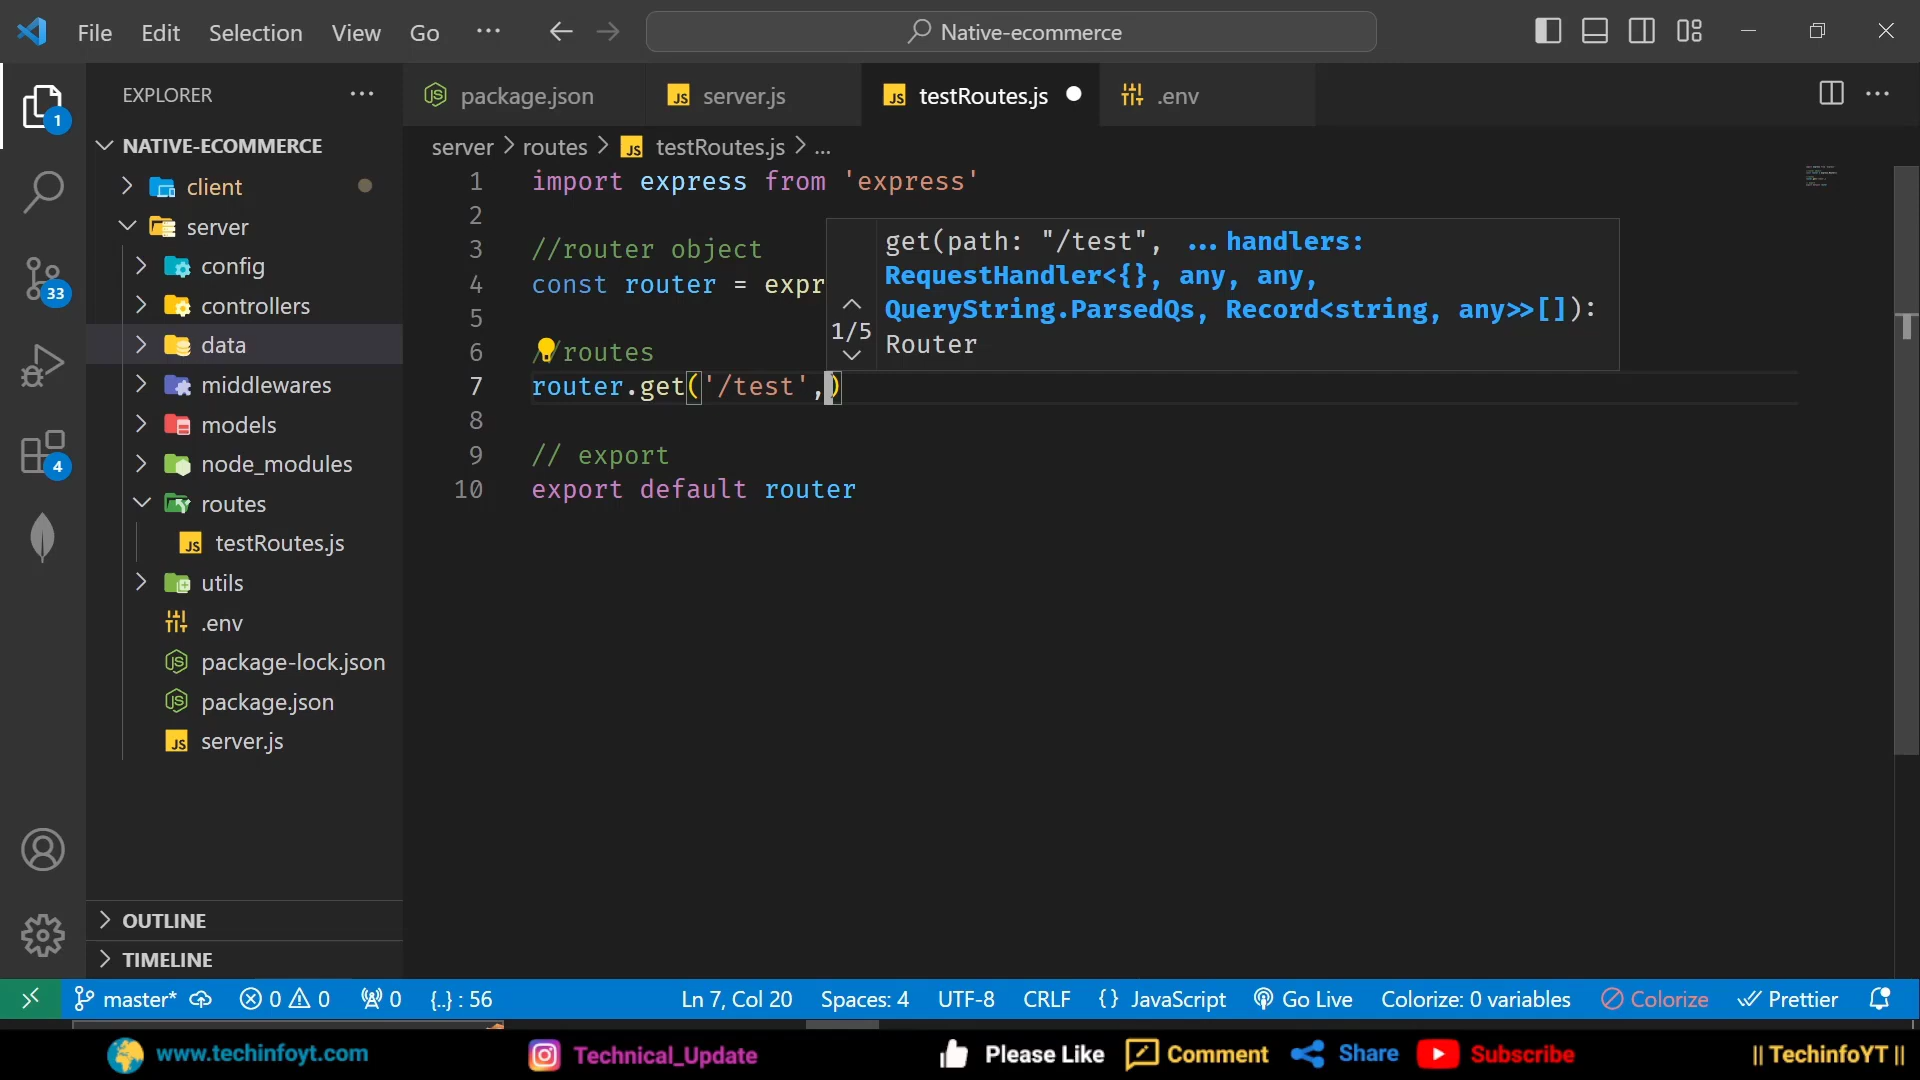 File Edit Selection View Go ... Native-ecommerce
EXPLORER ...
package.json server.js testRoutes.js .env ...
1
33
4
NATIVE-ECOMMERCE
client
server
config
controllers
data
middlewares
models
node_modules
routes
testRoutes.js
utils
.env
package-lock.json
package.json
server.js
OUTLINE
TIMELINE
server > routes > JS testRoutes.js > ...
1 import express from 'express'
2
3 //router object
4 const router = expr
5
6 //routes
7 router.get('/test',)
8
9 // export
10 export default router
1/5
get(path: "/test", ...handlers:
RequestHandler<{}, any, any,
QueryString.ParsedQs, Record<string, any>>[]):
Router
master* 0 0 0 {..} : 56 Ln 7, Col 20 Spaces: 4 UTF-8 CRLF {} JavaScript Go Live Colorize: 0 variables Colorize Prettier
www.techinfoyt.com Technical_Update Please Like Comment Share Subscribe || TechinfoYT ||